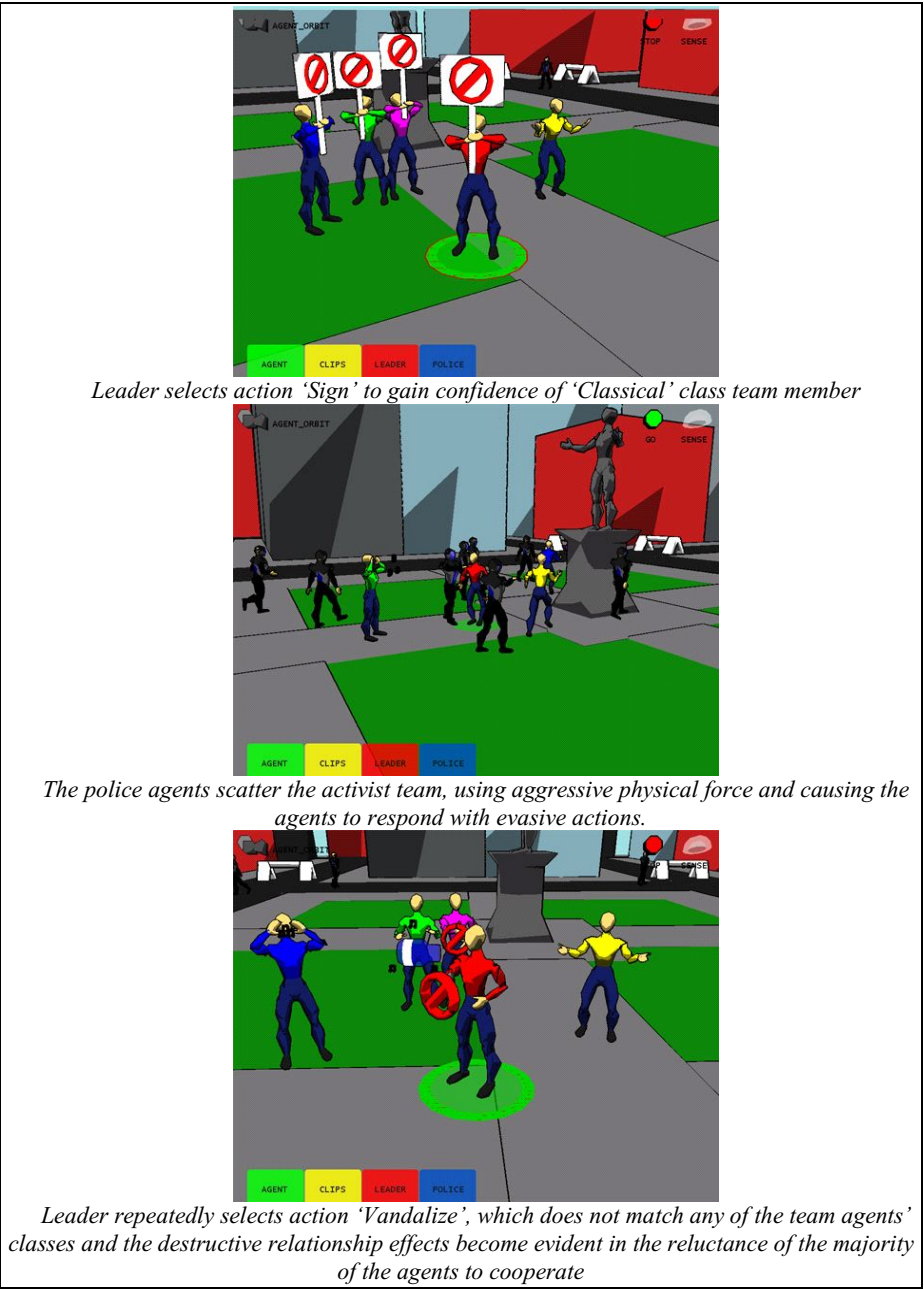 AGENT_ORBIT
STOP SENSE
AGENT CLIPS LEADER POLICE
Leader selects action ‘Sign’ to gain confidence of ‘Classical’ class team member
AGENT_ORBIT
GO SENSE
AGENT CLIPS LEADER POLICE
The police agents scatter the activist team, using aggressive physical force and causing the
agents to respond with evasive actions.
AGENT_ORBIT
SENSE
AGENT CLIPS LEADER POLICE
Leader repeatedly selects action ‘Vandalize’, which does not match any of the team agents’
classes and the destructive relationship effects become evident in the reluctance of the majority
of the agents to cooperate